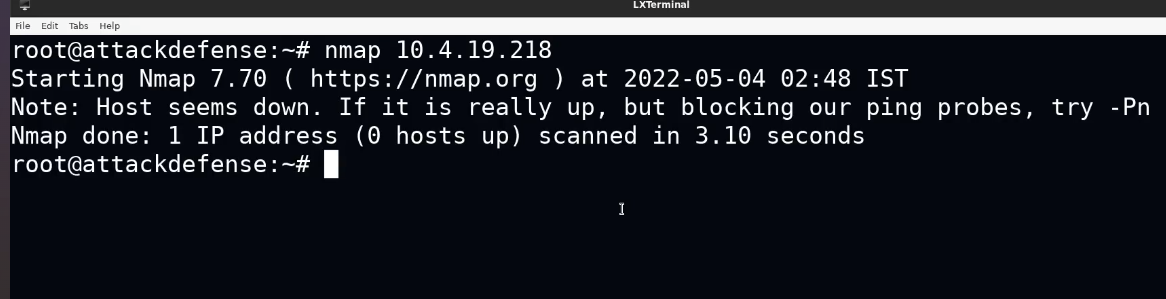 LXTerminal
File Edit Tabs Help
root@attackdefense:~# nmap 10.4.19.218
Starting Nmap 7.70 ( https://nmap.org ) at 2022-05-04 02:48 IST
Note: Host seems down. If it is really up, but blocking our ping probes, try -Pn
Nmap done: 1 IP address (0 hosts up) scanned in 3.10 seconds
root@attackdefense:~#